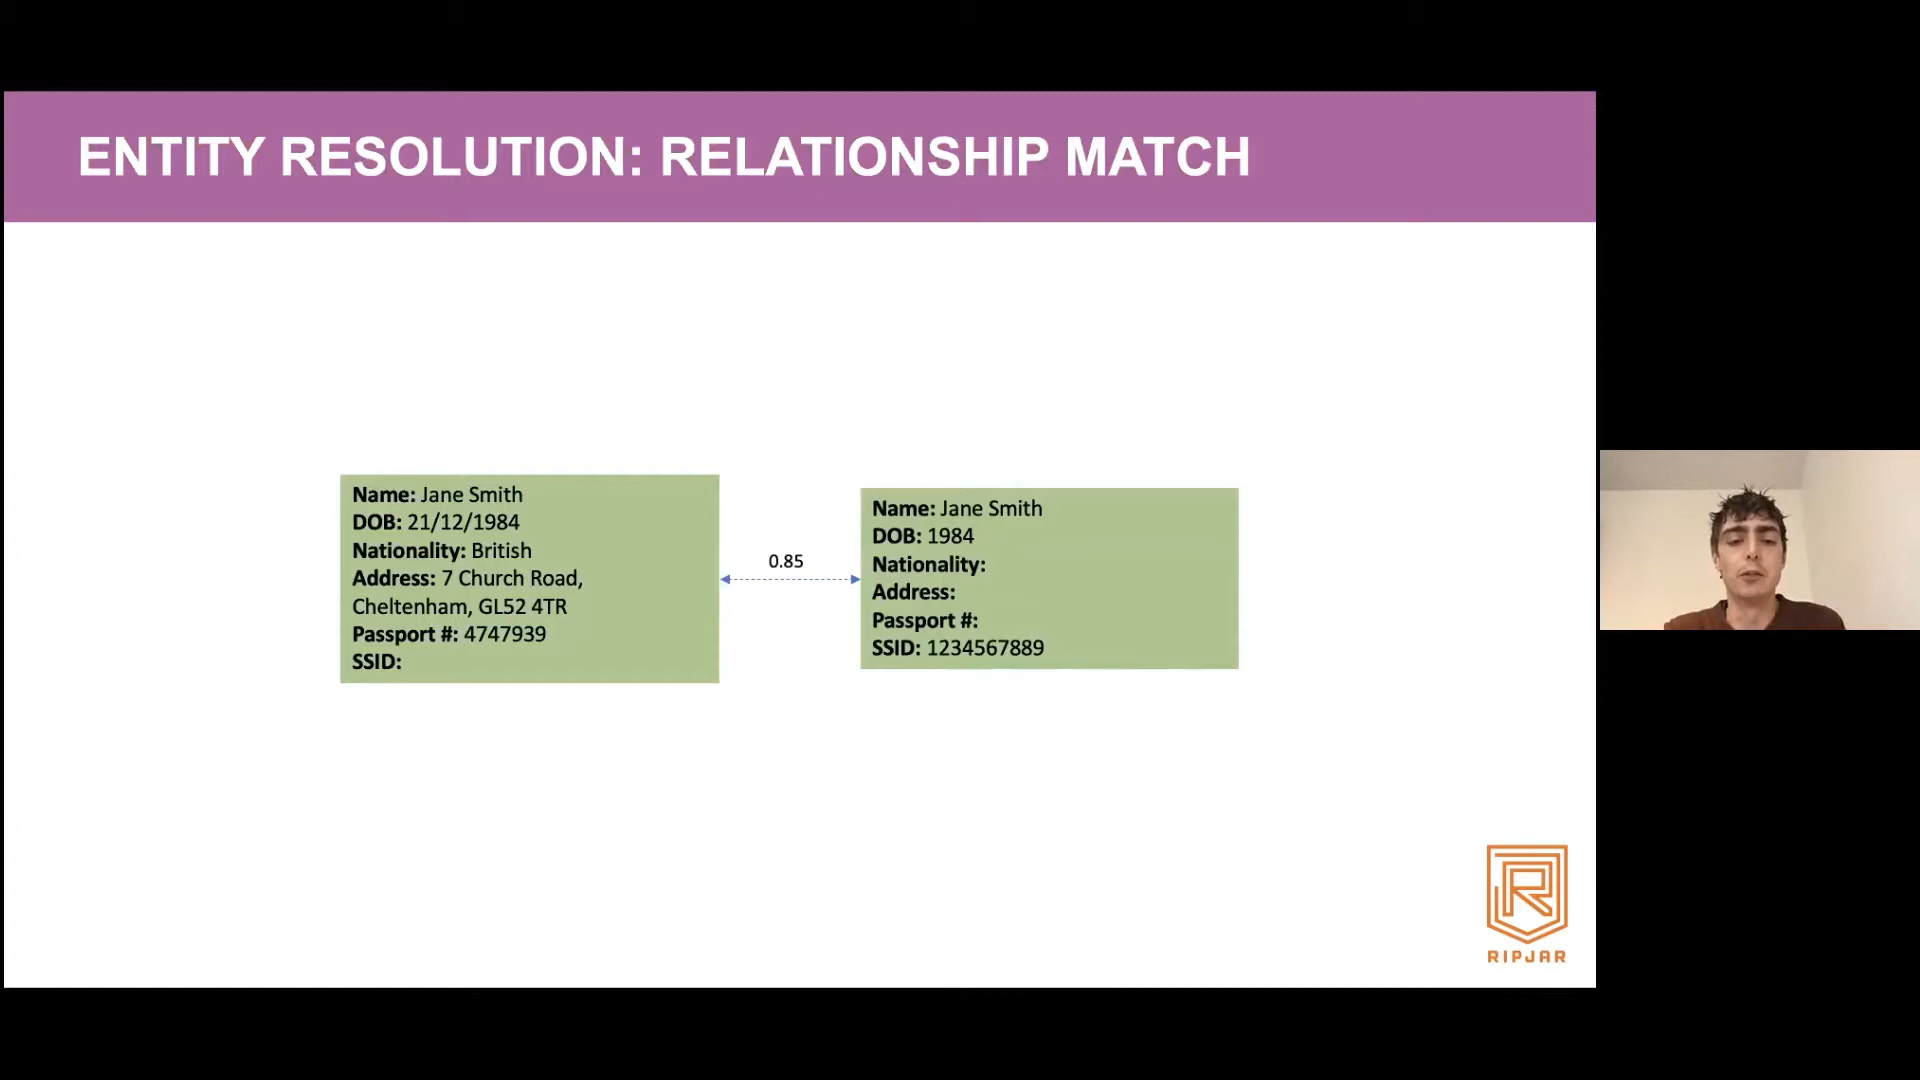 ENTITY RESOLUTION: RELATIONSHIP MATCH
Name: Jane Smith
DOB: 21/12/1984
Nationality: British
Address: 7 Church Road,
Cheltenham, GL52 4TR
Passport #: 4747939
SSID:
0.85
Name: Jane Smith
DOB: 1984
Nationality:
Address:
Passport #:
SSID: 1234567889
RIPJAR